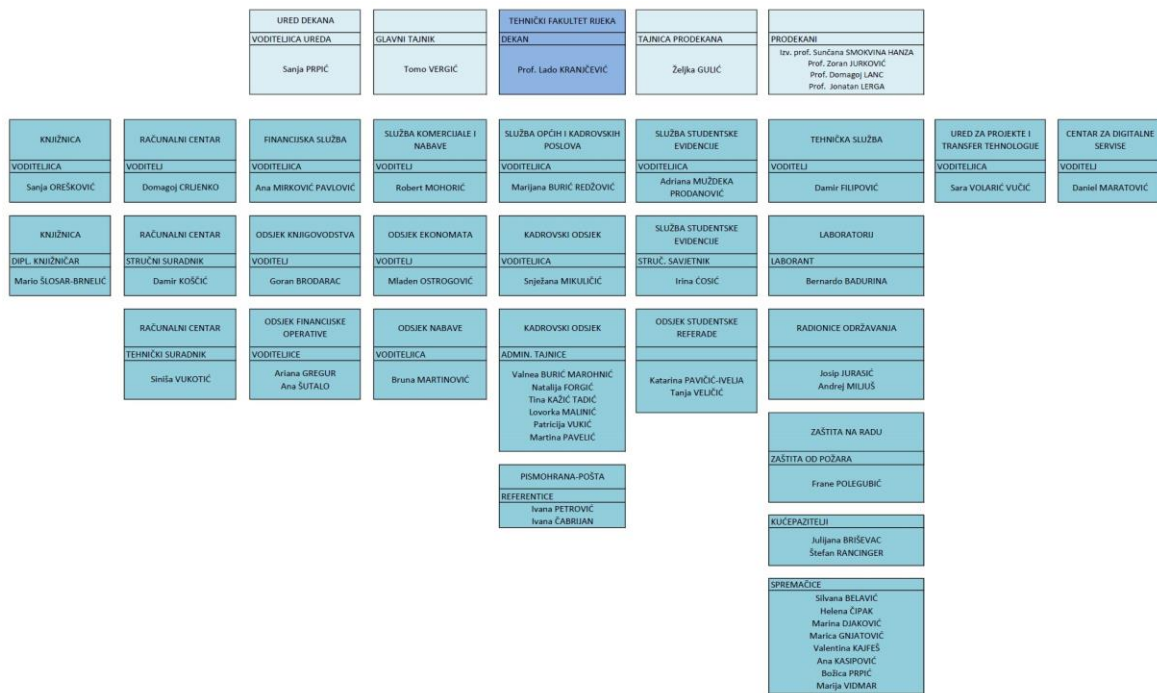 URED DEKANA
VODITELJICA UREDA
Sanja PRPIĆ
GLAVNI TAJNIK
Tomo VERGIĆ
TEHNIČKI FAKULTET RIJEKA
DEKAN
Prof. Lado KRANJČEVIĆ
TAJNICA PRODEKANA
Željka GULIĆ
PRODEKANI
Izv. prof. Sunčana SMOKVINA HANZA
Prof. Zoran JURKOVIĆ
Prof. Domagoj LANC
Prof. Jonatan LERGA
KNJIŽNICA
VODITELJICA
Sanja OREŠKOVIĆ
RAČUNALNI CENTAR
VODITELJ
Domagoj CRLJENKO
FINANCIJSKA SLUŽBA
VODITELJICA
Ana MIRKOVIĆ PAVLOVIĆ
SLUŽBA KOMERCIJALE I
NABAVE
VODITELJ
Robert MOHORIĆ
SLUŽBA OPĆIH I KADROVSKIH
POSLOVA
VODITELJICA
Marijana BURIĆ REDŽOVIĆ
SLUŽBA STUDENTSKE
EVIDENCIJE
VODITELJICA
Adriana MUŽDEKA
PRODANOVIĆ
TEHNIČKA SLUŽBA
VODITELJ
Damir FILIPOVIĆ
URED ZA PROJEKTE I
TRANSFER TEHNOLOGIJE
VODITELJICA
Sara VOLARIĆ VUČIĆ
CENTAR ZA DIGITALNE
SERVISE
VODITELJ
Daniel MARATOVIĆ
KNJIŽNICA
DIPL. KNJIŽNIČAR
Mario ŠLOSAR-BRNELIĆ
RAČUNALNI CENTAR
STRUČNI SURADNIK
Damir KOŠČIĆ
ODSJEK KNJIGOVODSTVA
VODITELJ
Goran BRODARAC
ODSJEK EKONOMATA
VODITELJ
Mladen OSTROGOVIĆ
KADROVSKI ODSJEK
VODITELJICA
Snježana MIKULIČIĆ
SLUŽBA STUDENTSKE
EVIDENCIJE
STRUČ. SAVJETNIK
Irina ĆOSIĆ
LABORATORIJ
LABORANT
Bernardo BADURINA
RAČUNALNI CENTAR
TEHNIČKI SURADNIK
Siniša VUKOTIĆ
ODSJEK FINANCIJSKE
OPERATIVE
VODITELJICE
Ariana GREGUR
Ana ŠUTALO
ODSJEK NABAVE
VODITELJICA
Bruna MARTINOVIĆ
KADROVSKI ODSJEK
ADMIN. TAJNICE
Valnea BURIĆ MAROHNIĆ
Natalija FORGIĆ
Tina KAŽIĆ TADIĆ
Lovorka MALINIĆ
Patricija VUKIĆ
Martina PAVELIĆ
ODSJEK STUDENTSKE
REFERADE
Katarina PAVIČIĆ-IVELJA
Tanja VELIČIĆ
RADIONICE ODRŽAVANJA
Josip JURASIĆ
Andrej MILJUŠ
ZAŠTITA NA RADU
ZAŠTITA OD POŽARA
Frane POLEGUBIĆ
PISMOHRANA-POŠTA
REFERENTICE
Ivana PETROVIĆ
Ivana ČABRIJAN
KUĆEPAZITELJI
Julijana BRIŠEVAC
Štefan RANCINGER
SPREMAČICE
Silvana BELAVIĆ
Helena ČIPAK
Marina DJAKOVIĆ
Marica GNJATOVIĆ
Valentina KAJFEŠ
Ana KASIPOVIĆ
Božica PRPIĆ
Marija VIDMAR